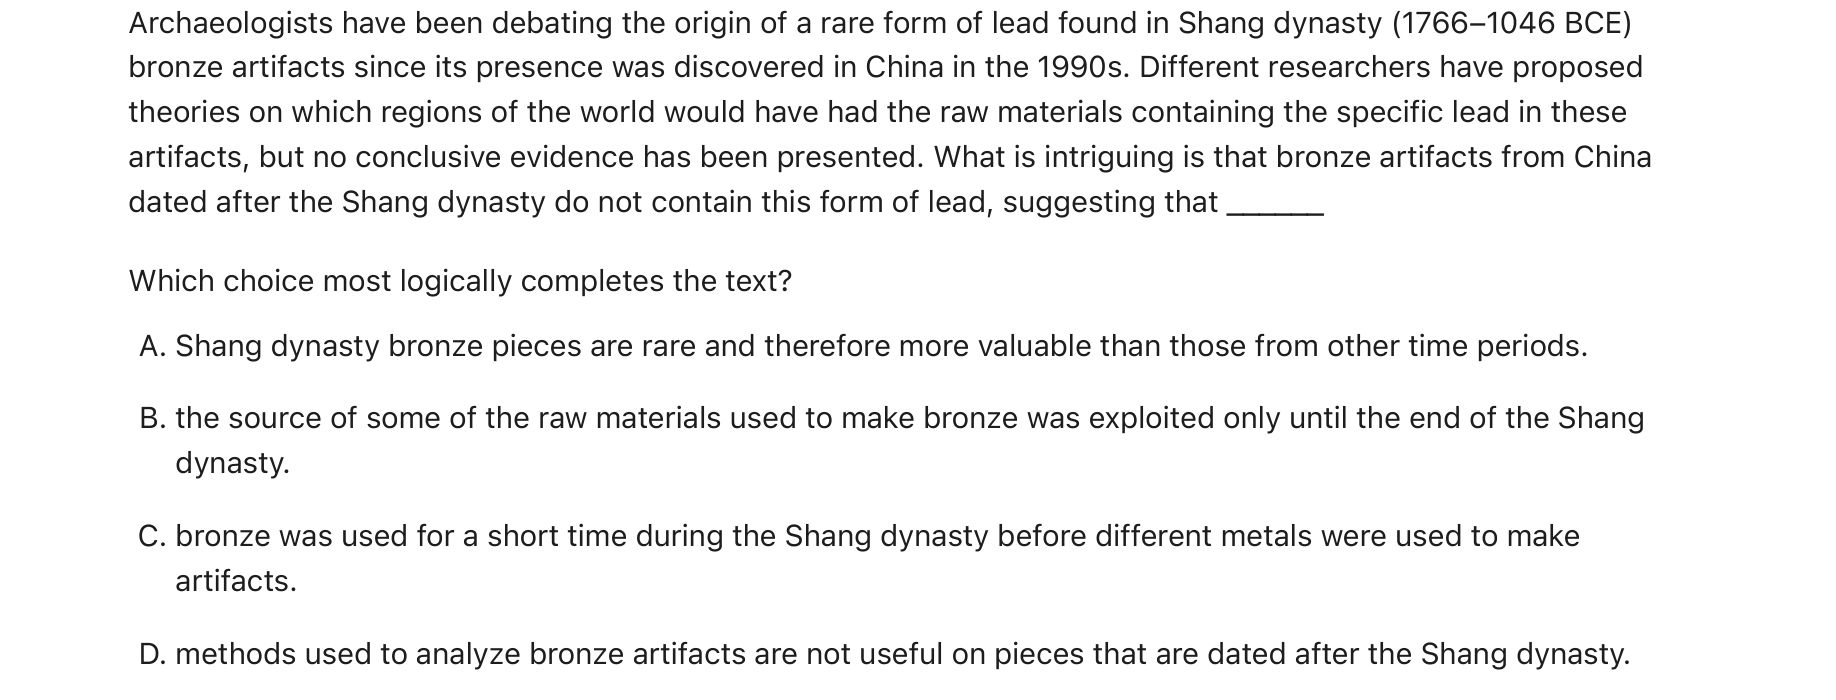 Archaeologists have been debating the origin of a rare form of lead found in Shang dynasty (1766–1046 BCE)
bronze artifacts since its presence was discovered in China in the 1990s. Different researchers have proposed
theories on which regions of the world would have had the raw materials containing the specific lead in these
artifacts, but no conclusive evidence has been presented. What is intriguing is that bronze artifacts from China
dated after the Shang dynasty do not contain this form of lead, suggesting that ______
Which choice most logically completes the text?
A. Shang dynasty bronze pieces are rare and therefore more valuable than those from other time periods.
B. the source of some of the raw materials used to make bronze was exploited only until the end of the Shang
dynasty.
C. bronze was used for a short time during the Shang dynasty before different metals were used to make
artifacts.
D. methods used to analyze bronze artifacts are not useful on pieces that are dated after the Shang dynasty.